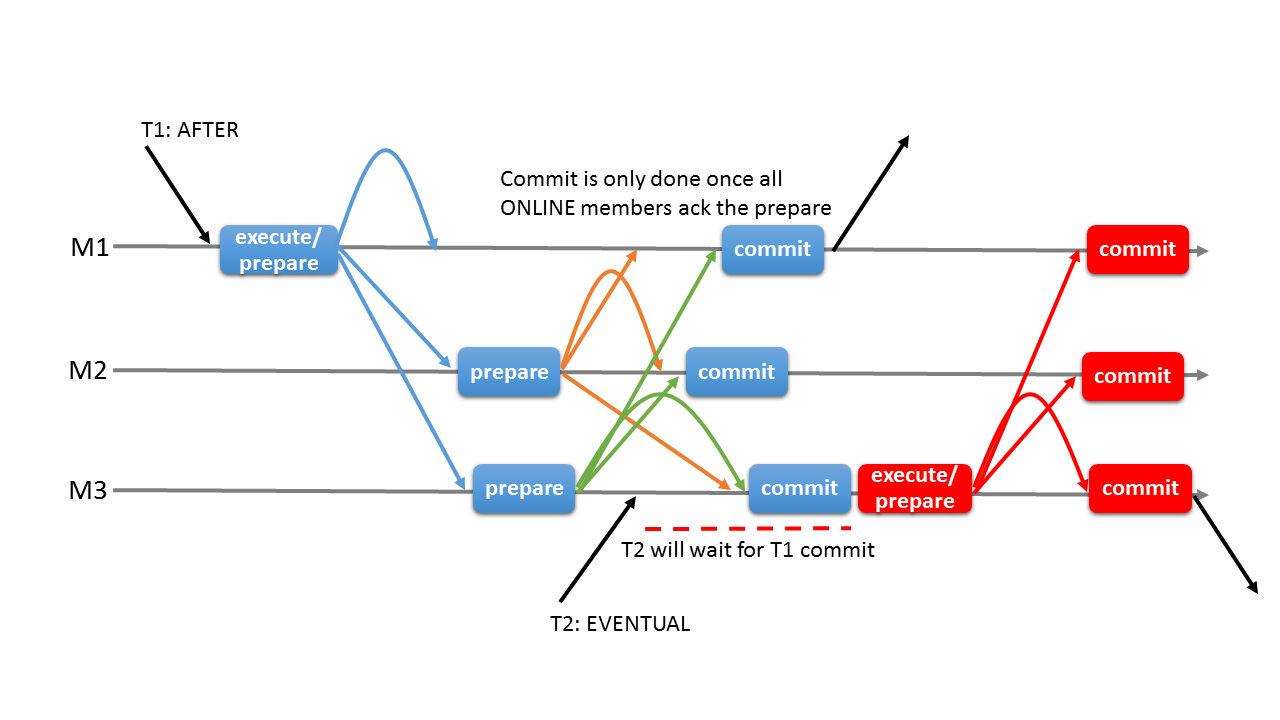 T1: AFTER
Commit is only done once all
ONLINE members ack the prepare
M1
execute/
prepare
commit
commit
M2
prepare
commit
commit
M3
prepare
commit
execute/
prepare
commit
T2 will wait for T1 commit
T2: EVENTUAL